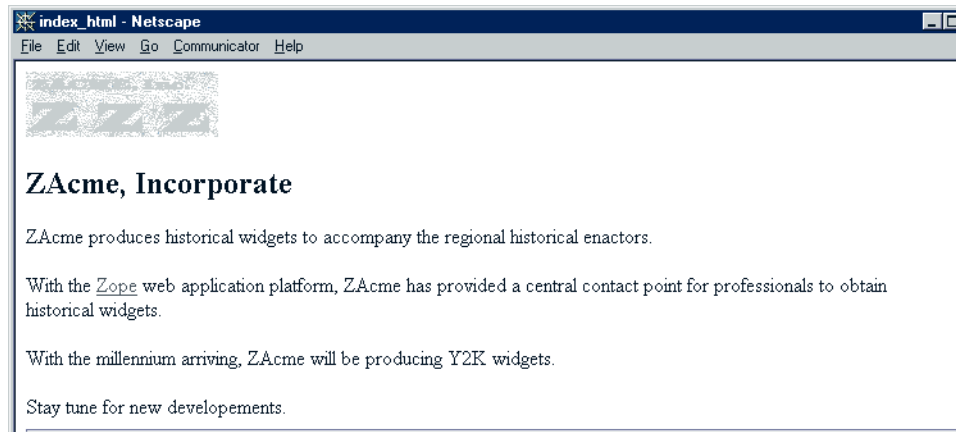 index_html - Netscape
File Edit View Go Communicator Help
Z Z Z
ZAcme, Incorporate
ZAcme produces historical widgets to accompany the regional historical enactors.
With the Zope web application platform, ZAcme has provided a central contact point for professionals to obtain
historical widgets.
With the millennium arriving, ZAcme will be producing Y2K widgets.
Stay tune for new developements.